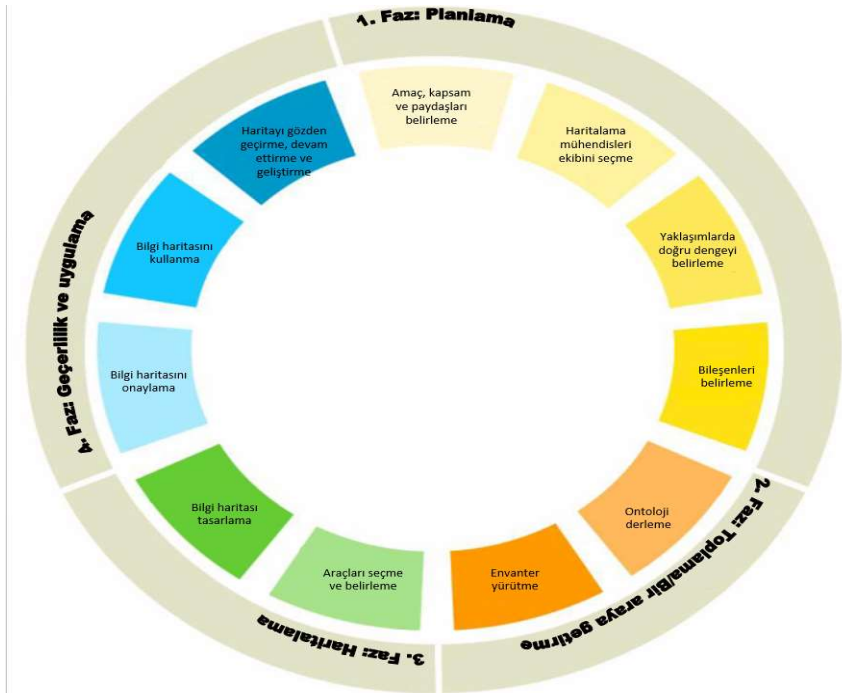 1. Faz: Planlama
Amaç, kapsam
ve paydaşları
belirleme
Haritalama
mühendisleri
ekibini seçme
Yaklaşımlarda
doğru dengeyi
belirleme
Bileşenleri
belirleme
2. Faz: Toplama/Bir araya getirme
Ontoloji
derleme
Envanter
yürütme
3. Faz: Haritalama
Araçları seçme
ve belirleme
Bilgi haritası
tasarlama
4. Faz: Geçerlilik ve uygulama
Bilgi haritasını
onaylama
Bilgi haritasını
kullanma
Haritayı gözden
geçirme, devam
ettirme ve
geliştirme